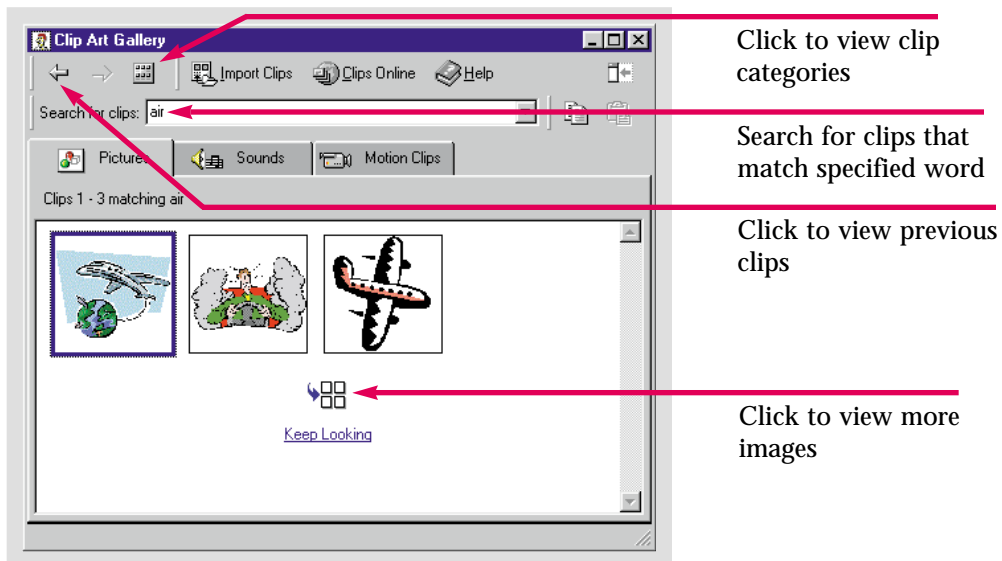 Clip Art Gallery
Import Clips Clips Online Help
Search for clips: air
Pictures Sounds Motion Clips
Clips 1 - 3 matching air
Keep Looking
Click to view clip
categories
Search for clips that
match specified word
Click to view previous
clips
Click to view more
images